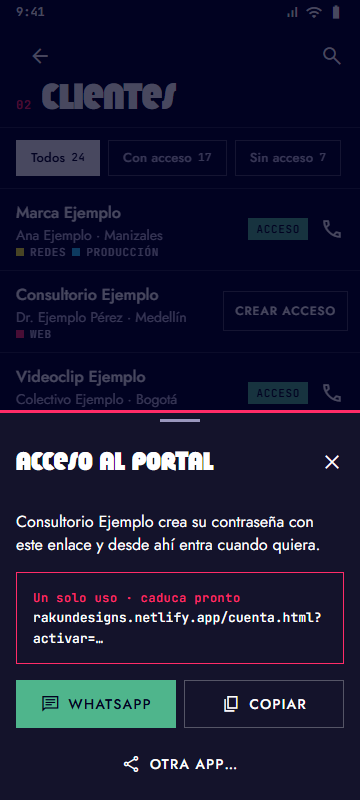 9:41
02 Clientes
Todos 24 Con acceso 17 Sin acceso 7
Marca Ejemplo
Ana Ejemplo · Manizales
REDES PRODUCCIÓN
ACCESO
Consultorio Ejemplo
Dr. Ejemplo Pérez · Medellín
WEB
CREAR ACCESO
Videoclip Ejemplo
Colectivo Ejemplo · Bogotá
ACCESO
ACCESO AL PORTAL
Consultorio Ejemplo crea su contraseña con
este enlace y desde ahí entra cuando quiera.
Un solo uso · caduca pronto
rakundesigns.netlify.app/cuenta.html?
activar=…
WHATSAPP
COPIAR
OTRA APP…